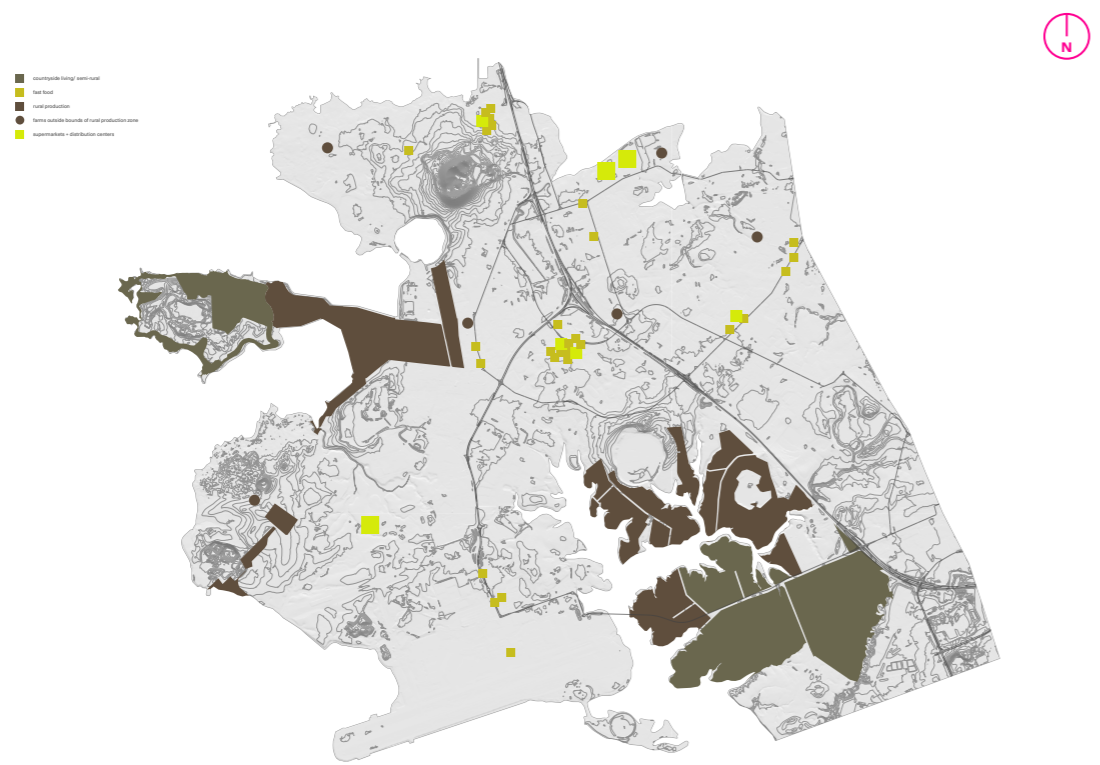 N
countryside living/ semi-rural
fast food
rural production
farms outside bounds of rural production zone
supermarkets + distribution centers